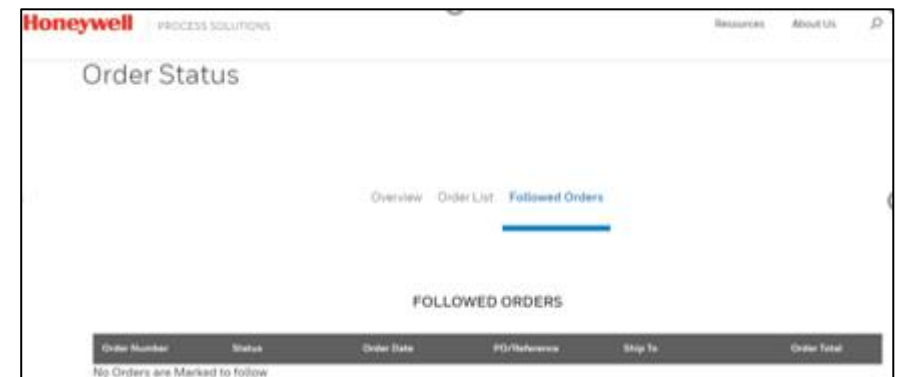 Honeywell PROCESS SOLUTIONS Resources About Us
Order Status
Overview Order List Followed Orders
FOLLOWED ORDERS
Order Number Status Order Date PO/Reference Ship To Order Total
No Orders are Marked to follow